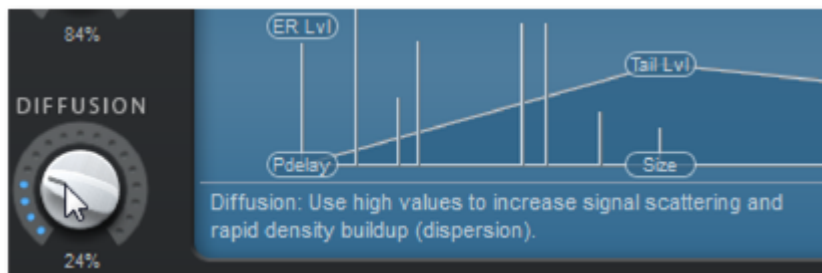 ER Lvl
84%
Tail Lvl
DIFFUSION
Pdelay
Size
Diffusion: Use high values to increase signal scattering and
rapid density buildup (dispersion).
24%